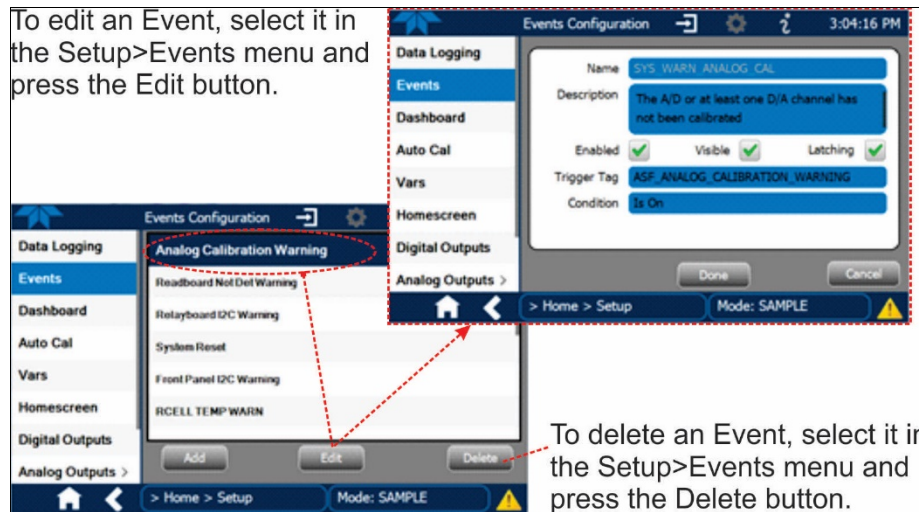 To edit an Event, select it in
the Setup>Events menu and
press the Edit button.
Events Configuration 3:04:16 PM
Data Logging
Events
Dashboard
Auto Cal
Vars
Homescreen
Digital Outputs
Analog Outputs >
Name SYS_WARN_ANALOG_CAL
Description The A/D or at least one D/A channel has
not been calibrated
Enabled Visible Latching
Trigger Tag ASF_ANALOG_CALIBRATION_WARNING
Condition Is On
Done Cancel
> Home > Setup Mode: SAMPLE
Events Configuration
Data Logging
Events
Dashboard
Auto Cal
Vars
Homescreen
Digital Outputs
Analog Outputs >
Analog Calibration Warning
Readboard Not Det Warning
Relayboard I2C Warning
System Reset
Front Panel I2C Warning
RCELL TEMP WARN
Add Edit Delete
> Home > Setup Mode: SAMPLE
To delete an Event, select it in
the Setup>Events menu and
press the Delete button.